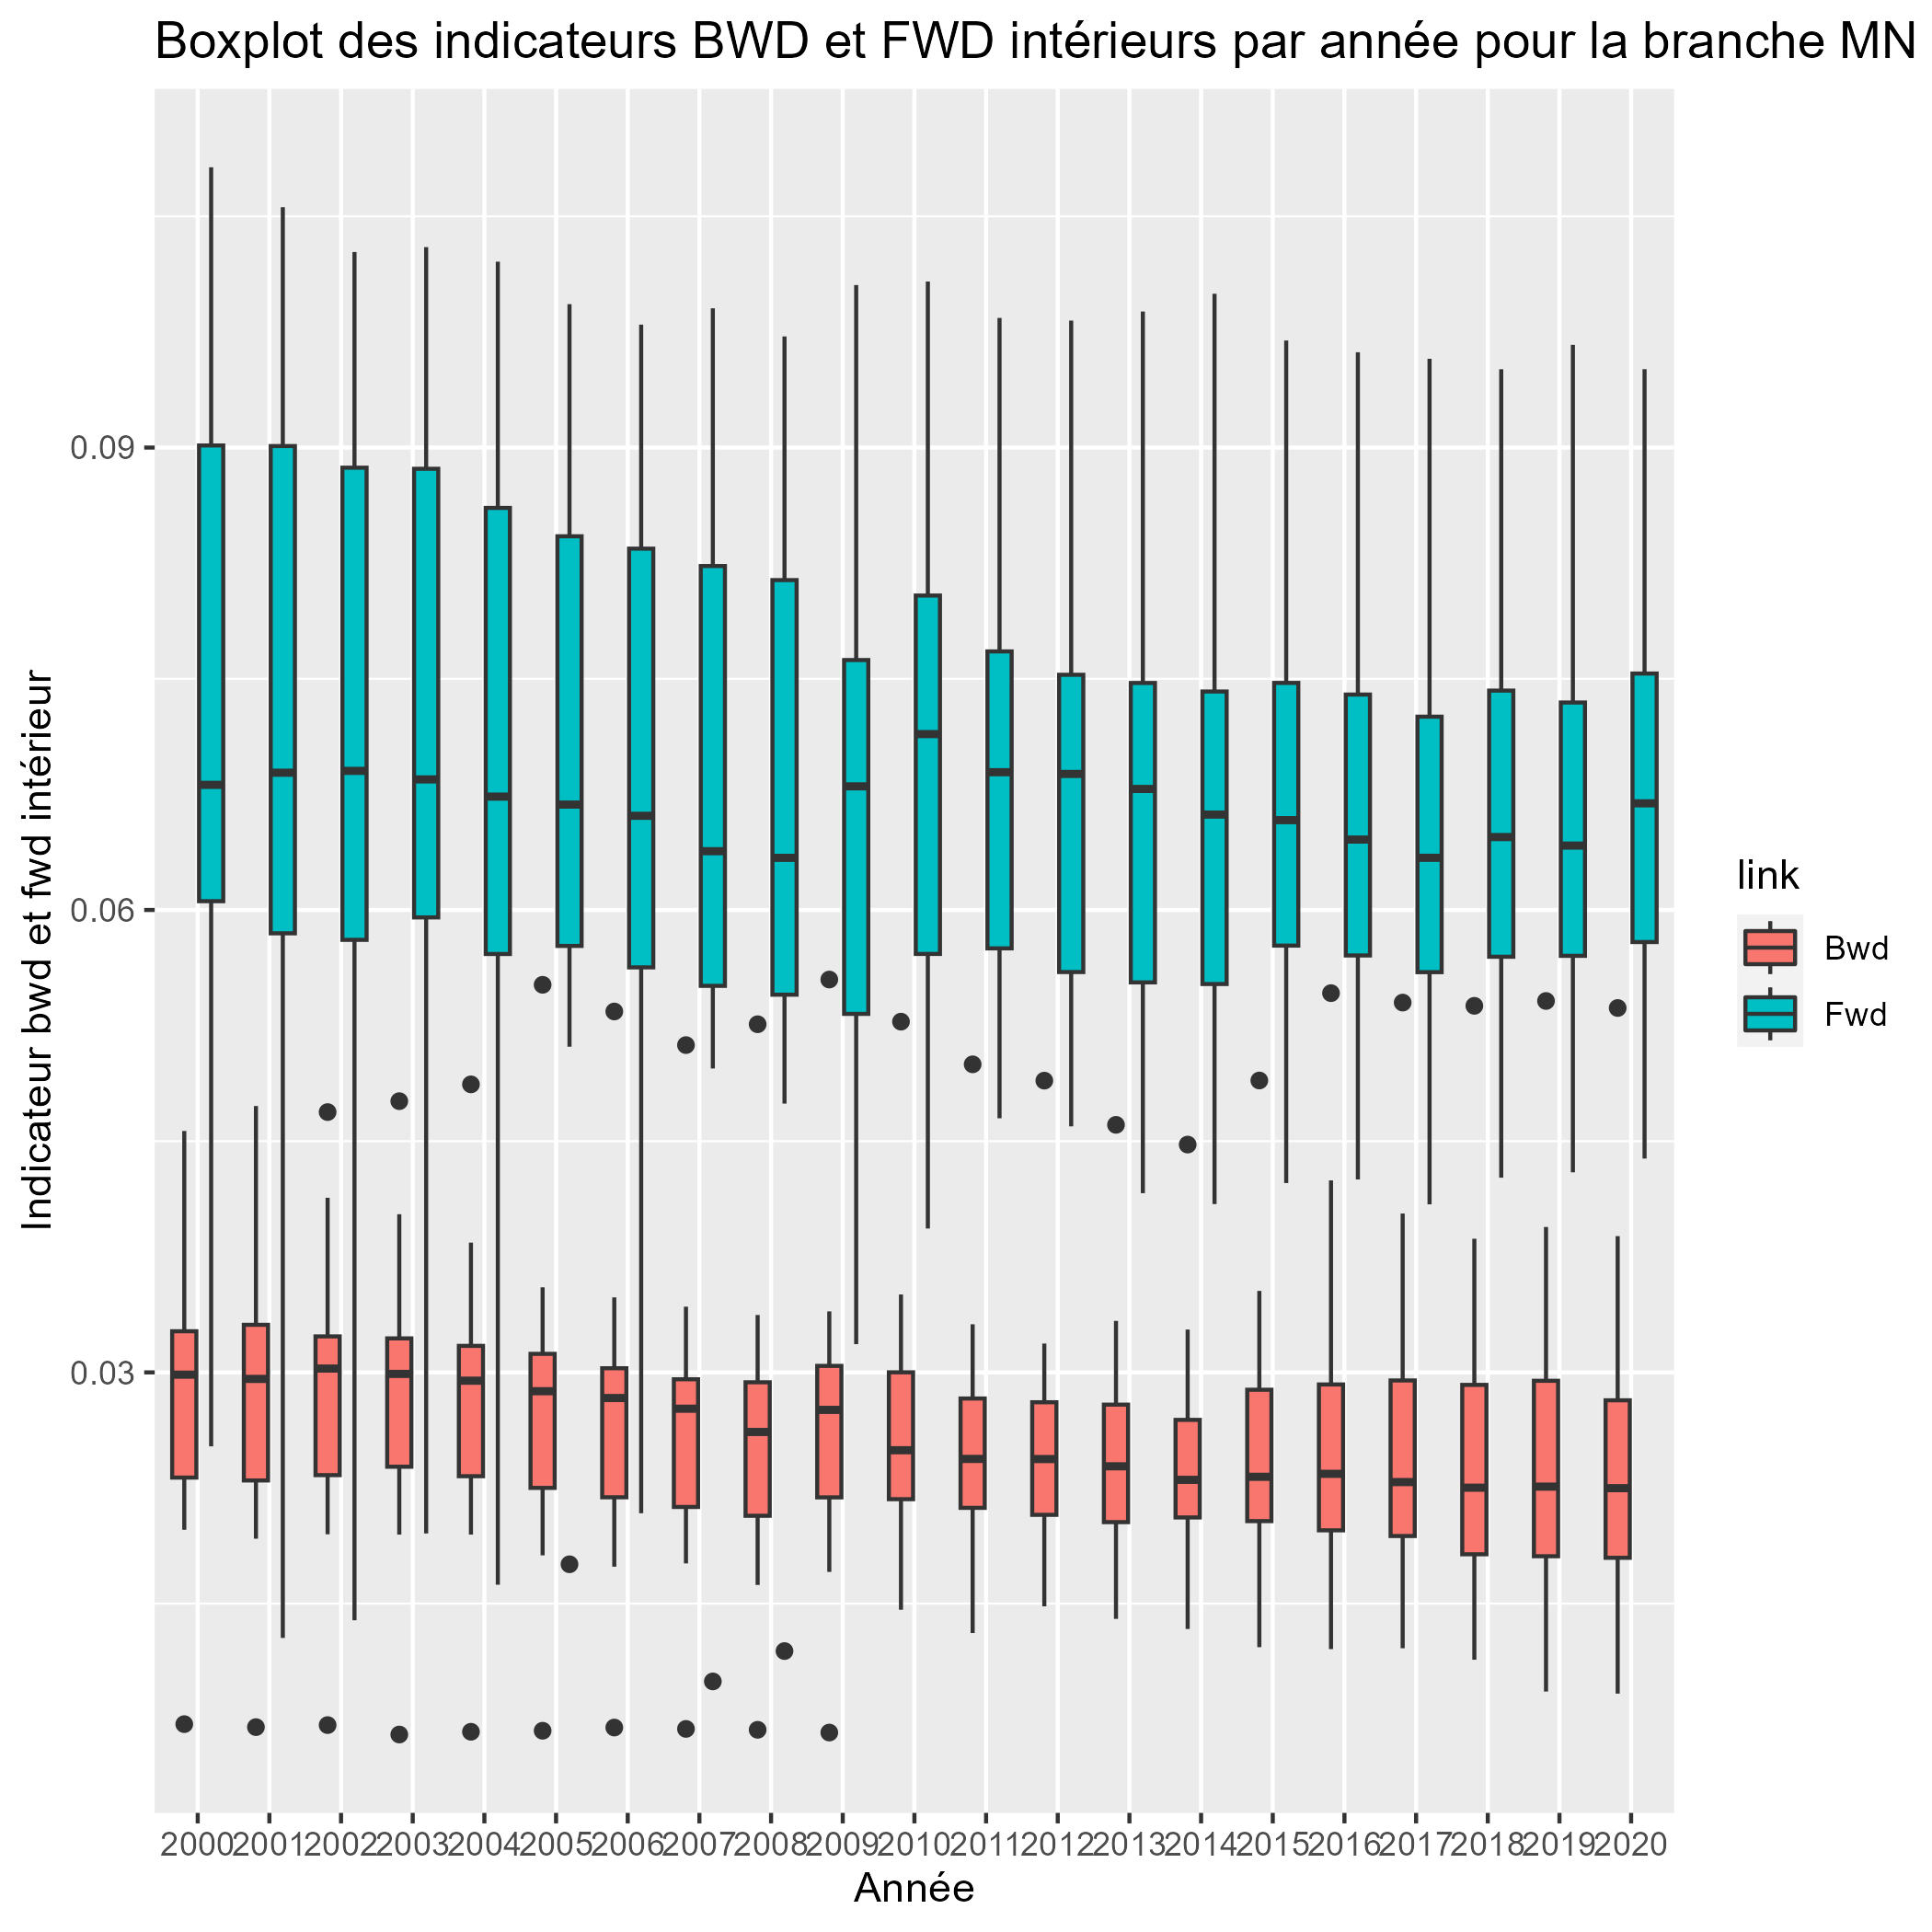 Boxplot des indicateurs BWD et FWD intérieurs par année pour la branche MN
Indicateur bwd et fwd intérieur
0.09
0.06
0.03
link
Bwd
Fwd
2000 2001 2002 2003 2004 2005 2006 2007 2008 2009 2010 2011 2012 2013 2014 2015 2016 2017 2018 2019 2020
Année